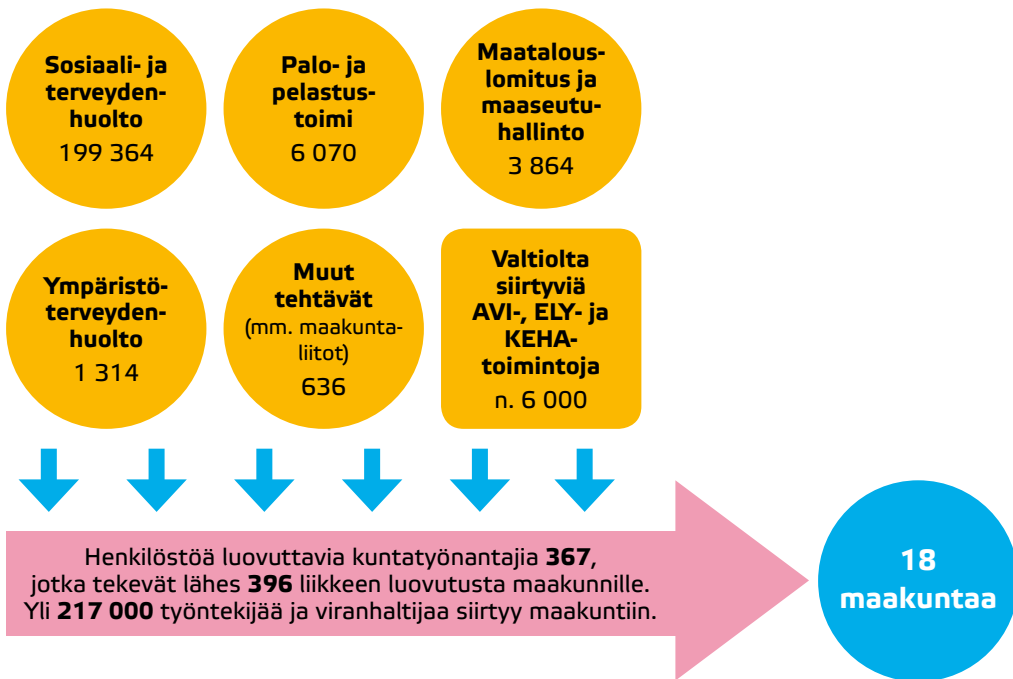 Sosiaali- ja
terveyden-
huolto
199 364
Palo- ja
pelastus-
toimi
6 070
Maatalous-
lomitus ja
maaseutu-
hallinto
3 864
Ympäristö-
terveyden-
huolto
1 314
Muut
tehtävät
(mm. maakunta-
liitot)
636
Valtiolta
siirtyviä
AVI-, ELY- ja
KEHA-
toimintoja
n. 6 000
Henkilöstöä luovuttavia kuntatyönantajia 367,
jotka tekevät lähes 396 liikkeen luovutusta maakunnille.
Yli 217 000 työntekijää ja viranhaltijaa siirtyy maakuntiin.
18
maakuntaa